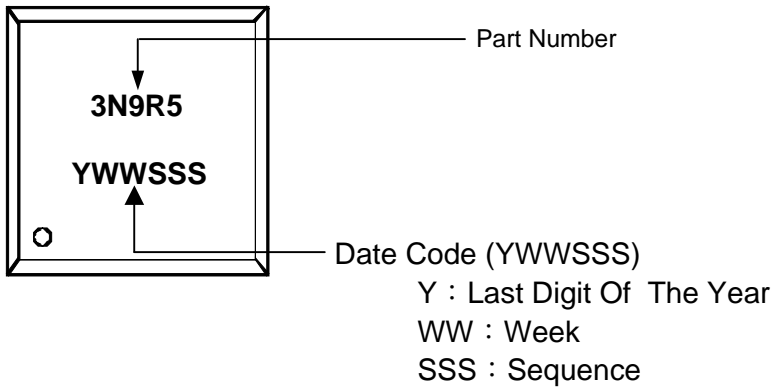 Part Number
3N9R5
YWWSSS
Date Code (YWWSSS)
Y：Last Digit Of The Year
WW：Week
SSS：Sequence